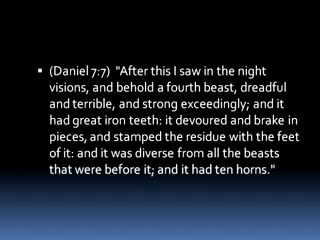 ▪ (Daniel 7:7) "After this I saw in the night
visions, and behold a fourth beast, dreadful
and terrible, and strong exceedingly; and it
had great iron teeth: it devoured and brake in
pieces, and stamped the residue with the feet
of it: and it was diverse from all the beasts
that were before it; and it had ten horns."